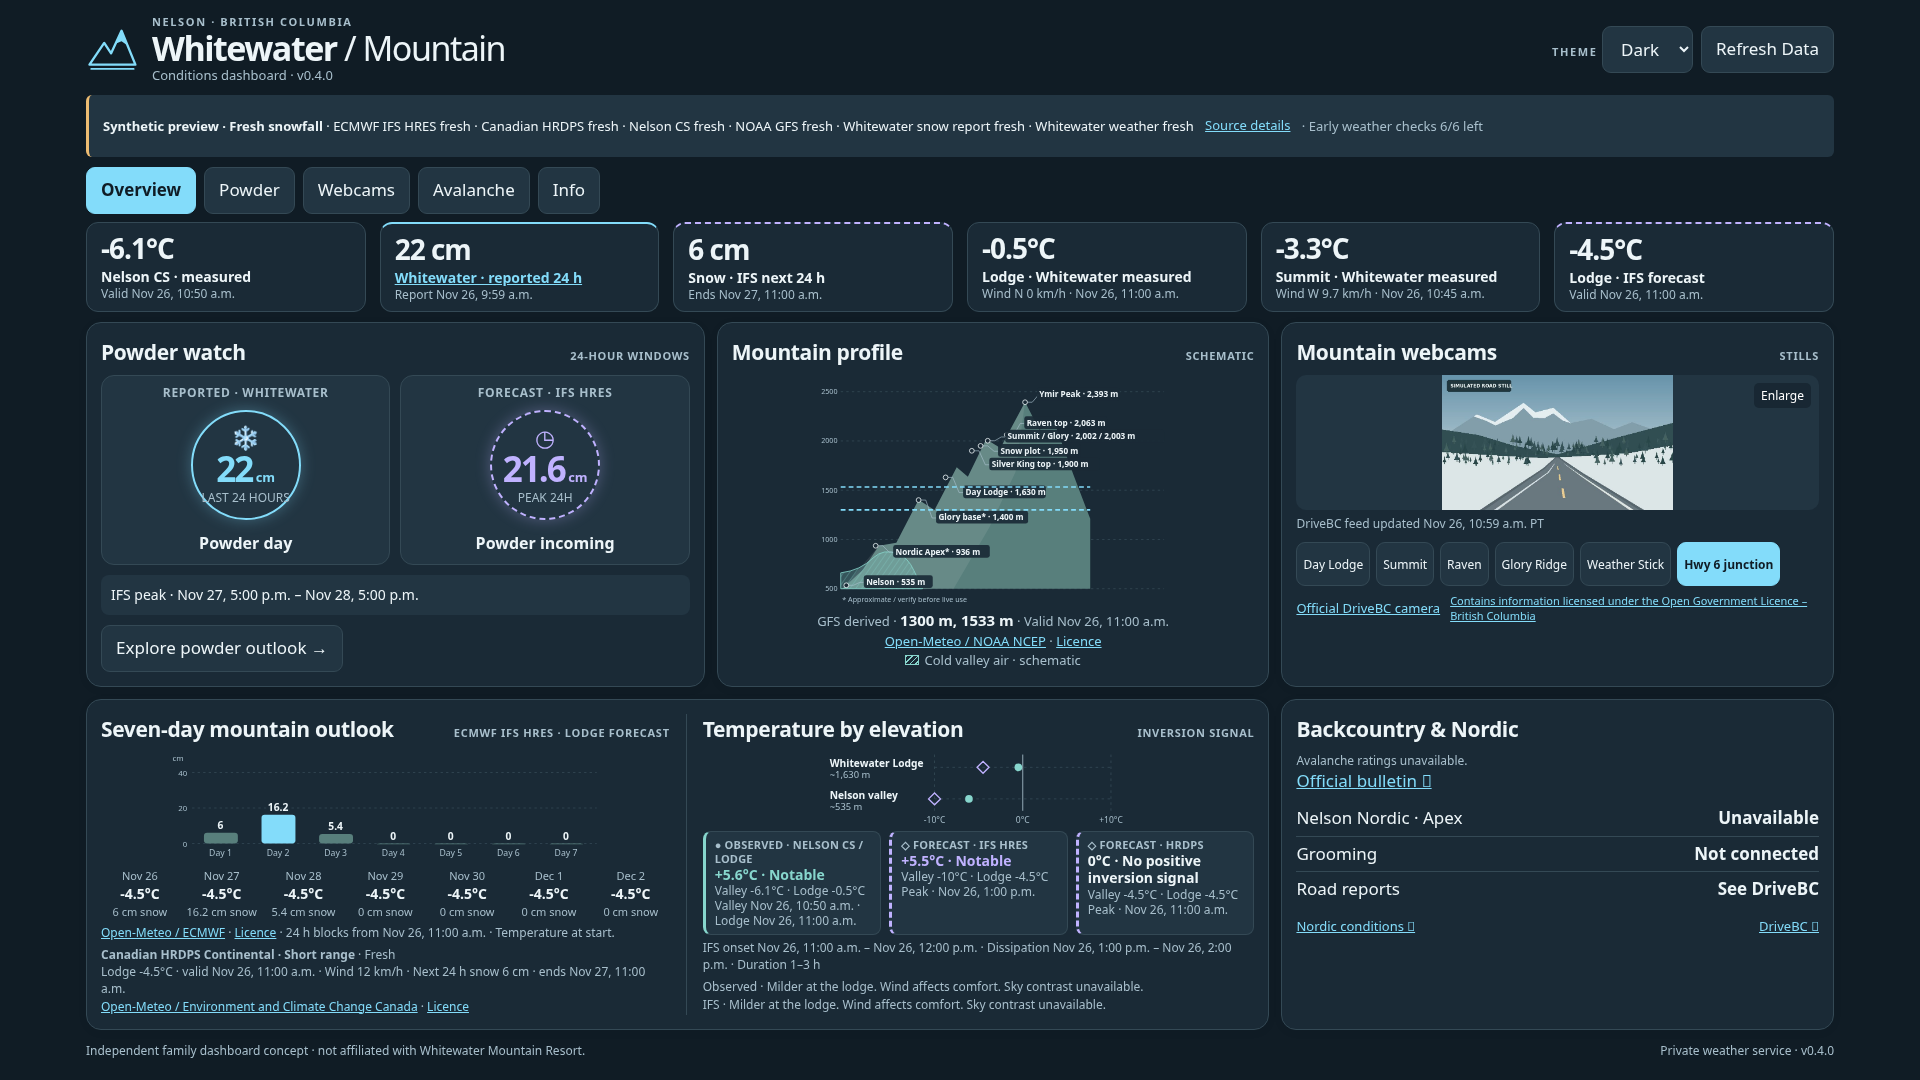 NELSON · BRITISH COLUMBIA
Whitewater / Mountain
Conditions dashboard · v0.4.0
THEME
Dark
Refresh Data
Synthetic preview · Fresh snowfall · ECMWF IFS HRES fresh · Canadian HRDPS fresh · Nelson CS fresh · NOAA GFS fresh · Whitewater snow report fresh · Whitewater weather fresh Source details · Early weather checks 6/6 left
Overview
Powder
Webcams
Avalanche
Info
-6.1°C
Nelson CS · measured
Valid Nov 26, 10:50 a.m.
22 cm
Whitewater · reported 24 h
Report Nov 26, 9:59 a.m.
6 cm
Snow · IFS next 24 h
Ends Nov 27, 11:00 a.m.
-0.5°C
Lodge · Whitewater measured
Wind N 0 km/h · Nov 26, 11:00 a.m.
-3.3°C
Summit · Whitewater measured
Wind W 9.7 km/h · Nov 26, 10:45 a.m.
-4.5°C
Lodge · IFS forecast
Valid Nov 26, 11:00 a.m.
Powder watch
24-HOUR WINDOWS
REPORTED · WHITEWATER
22 cm
LAST 24 HOURS
Powder day
FORECAST · IFS HRES
21.6 cm
PEAK 24H
Powder incoming
IFS peak · Nov 27, 5:00 p.m. – Nov 28, 5:00 p.m.
Explore powder outlook →
Mountain profile
SCHEMATIC
2500
2000
1500
1000
500
Ymir Peak · 2,393 m
Raven top · 2,063 m
Summit / Glory · 2,002 / 2,003 m
Snow plot · 1,950 m
Silver King top · 1,900 m
Day Lodge · 1,630 m
Glory base* · 1,400 m
Nordic Apex* · 936 m
Nelson · 535 m
* Approximate / verify before live use
GFS derived · 1300 m, 1533 m · Valid Nov 26, 11:00 a.m.
Open-Meteo / NOAA NCEP · Licence
Cold valley air · schematic
Mountain webcams
STILLS
SIMULATED ROAD STILL
Enlarge
DriveBC feed updated Nov 26, 10:59 a.m. PT
Day Lodge
Summit
Raven
Glory Ridge
Weather Stick
Hwy 6 junction
Official DriveBC camera
Contains information licensed under the Open Government Licence –
British Columbia
Seven-day mountain outlook
ECMWF IFS HRES · LODGE FORECAST
cm
40
20
0
6
16.2
5.4
0
0
0
0
Day 1
Day 2
Day 3
Day 4
Day 5
Day 6
Day 7
Nov 26
Nov 27
Nov 28
Nov 29
Nov 30
Dec 1
Dec 2
-4.5°C
-4.5°C
-4.5°C
-4.5°C
-4.5°C
-4.5°C
-4.5°C
6 cm snow
16.2 cm snow
5.4 cm snow
0 cm snow
0 cm snow
0 cm snow
0 cm snow
Open-Meteo / ECMWF · Licence · 24 h blocks from Nov 26, 11:00 a.m. · Temperature at start.
Canadian HRDPS Continental · Short range · Fresh
Lodge -4.5°C · valid Nov 26, 11:00 a.m. · Wind 12 km/h · Next 24 h snow 6 cm · ends Nov 27, 11:00
a.m.
Open-Meteo / Environment and Climate Change Canada · Licence
Temperature by elevation
INVERSION SIGNAL
Whitewater Lodge
~1,630 m
Nelson valley
~535 m
-10°C
0°C
+10°C
● OBSERVED · NELSON CS /
LODGE
+5.6°C · Notable
Valley -6.1°C · Lodge -0.5°C
Valley Nov 26, 10:50 a.m. ·
Lodge Nov 26, 11:00 a.m.
◇ FORECAST · IFS HRES
+5.5°C · Notable
Valley -10°C · Lodge -4.5°C
Peak · Nov 26, 1:00 p.m.
◇ FORECAST · HRDPS
0°C · No positive
inversion signal
Valley -4.5°C · Lodge -4.5°C
Peak · Nov 26, 11:00 a.m.
IFS onset Nov 26, 11:00 a.m. – Nov 26, 12:00 p.m. · Dissipation Nov 26, 1:00 p.m. – Nov 26, 2:00
p.m. · Duration 1–3 h
Observed · Milder at the lodge. Wind affects comfort. Sky contrast unavailable.
IFS · Milder at the lodge. Wind affects comfort. Sky contrast unavailable.
Backcountry & Nordic
Avalanche ratings unavailable.
Official bulletin
Nelson Nordic · Apex
Unavailable
Grooming
Not connected
Road reports
See DriveBC
Nordic conditions
DriveBC
Independent family dashboard concept · not affiliated with Whitewater Mountain Resort.
Private weather service · v0.4.0